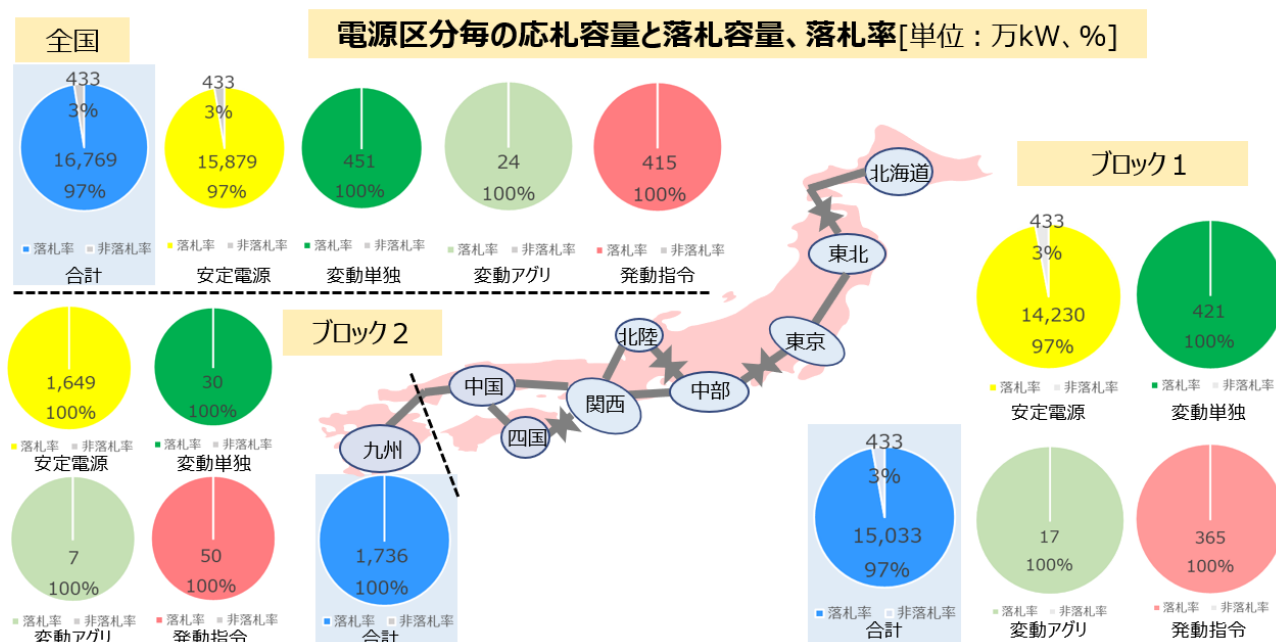 電源区分毎の応札容量と落札容量、落札率[単位：万kW、%]
全国
433
3%
16,769
97%
落札率 非落札率
合計
433
3%
15,879
97%
落札率 非落札率
安定電源
451
100%
落札率 非落札率
変動単独
24
100%
落札率 非落札率
変動アグリ
415
100%
落札率 非落札率
発動指令
北海道
東北
東京
北陸
中部
関西
中国
四国
九州
ブロック１
433
3%
14,230
97%
落札率 非落札率
安定電源
421
100%
落札率 非落札率
変動単独
433
3%
15,033
97%
落札率 非落札率
合計
17
100%
落札率 非落札率
変動アグリ
365
100%
落札率 非落札率
発動指令
ブロック２
1,649
100%
落札率 非落札率
安定電源
30
100%
落札率 非落札率
変動単独
7
100%
落札率 非落札率
変動アグリ
50
100%
落札率 非落札率
発動指令
1,736
100%
落札率 非落札率
合計